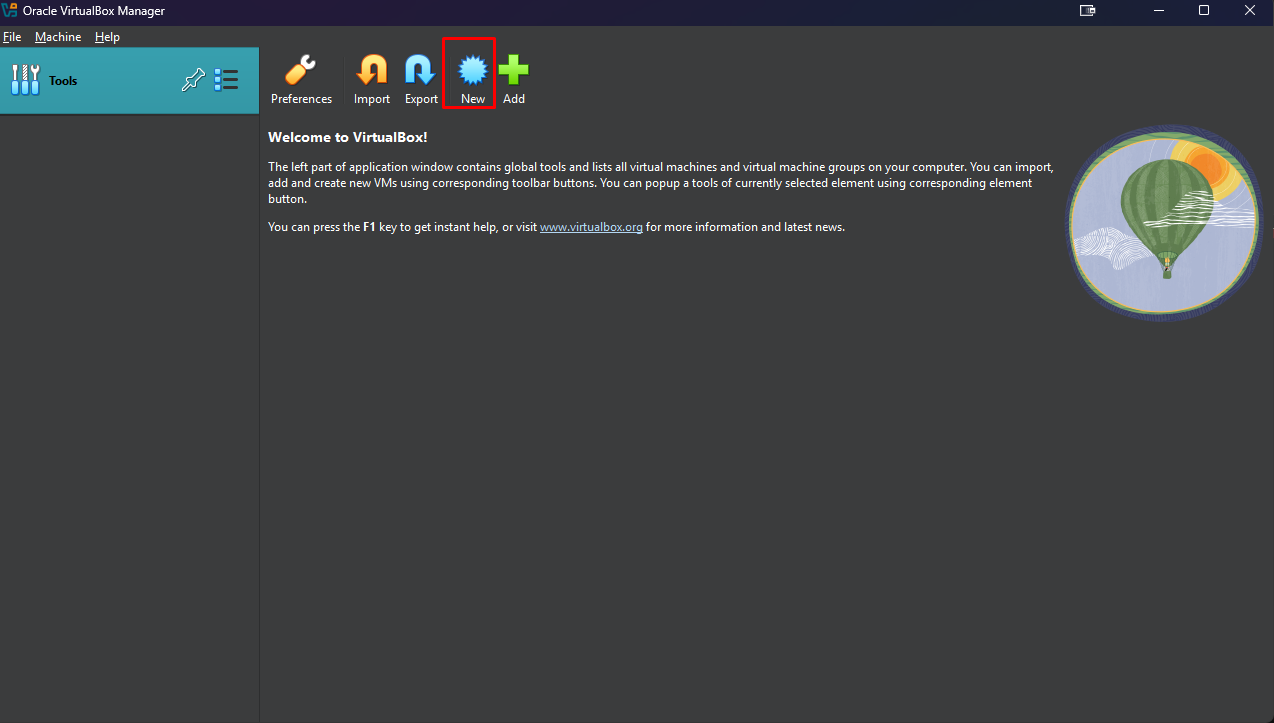 Oracle VirtualBox Manager
File Machine Help
Tools
Preferences Import Export New Add
Welcome to VirtualBox!
The left part of application window contains global tools and lists all virtual machines and virtual machine groups on your computer. You can import,
add and create new VMs using corresponding toolbar buttons. You can popup a tools of currently selected element using corresponding element
button.
You can press the F1 key to get instant help, or visit www.virtualbox.org for more information and latest news.